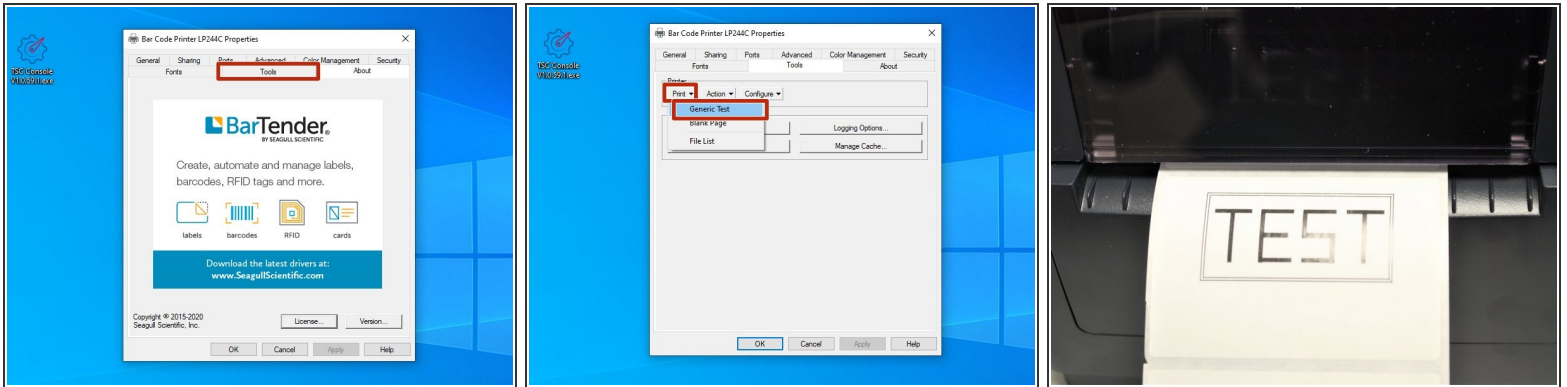 TSC Console
V1.0.59.1.exe
Bar Code Printer LP244C Properties
General Sharing Ports Advanced Color Management Security
Fonts Tools About
BarTender®
BY SEAGULL SCIENTIFIC
Create, automate and manage labels,
barcodes, RFID tags and more.
labels barcodes RFID cards
Download the latest drivers at:
www.SeagullScientific.com
Copyright © 2015-2020
Seagull Scientific, Inc.
License... Version...
OK Cancel Apply Help
TSC Console
V1.0.59.1.exe
Bar Code Printer LP244C Properties
General Sharing Ports Advanced Color Management Security
Fonts Tools About
Printer
Print Action Configure
Generic Test
Blank Page
File List
Logging Options...
Manage Cache...
OK Cancel Apply Help
TEST